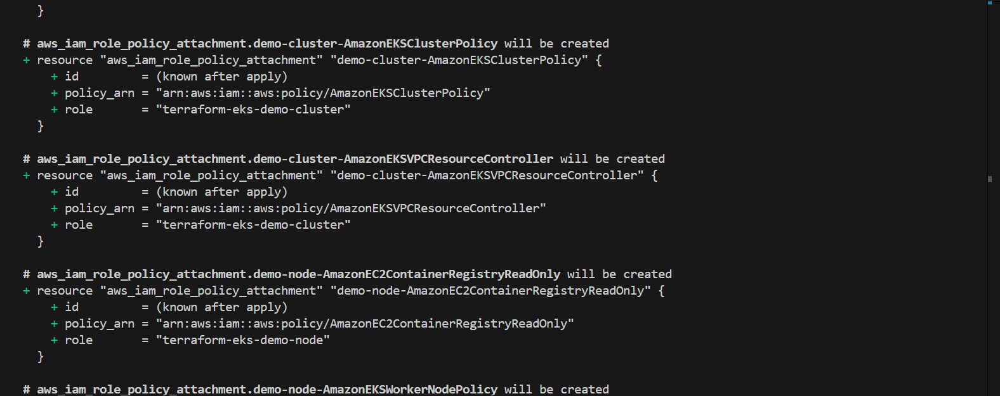 }
# aws_iam_role_policy_attachment.demo-cluster-AmazonEKSClusterPolicy will be created
+ resource "aws_iam_role_policy_attachment" "demo-cluster-AmazonEKSClusterPolicy" {
+ id         = (known after apply)
+ policy_arn = "arn:aws:iam::aws:policy/AmazonEKSClusterPolicy"
+ role       = "terraform-eks-demo-cluster"
}
# aws_iam_role_policy_attachment.demo-cluster-AmazonEKSVPCResourceController will be created
+ resource "aws_iam_role_policy_attachment" "demo-cluster-AmazonEKSVPCResourceController" {
+ id         = (known after apply)
+ policy_arn = "arn:aws:iam::aws:policy/AmazonEKSVPCResourceController"
+ role       = "terraform-eks-demo-cluster"
}
# aws_iam_role_policy_attachment.demo-node-AmazonEC2ContainerRegistryReadOnly will be created
+ resource "aws_iam_role_policy_attachment" "demo-node-AmazonEC2ContainerRegistryReadOnly" {
+ id         = (known after apply)
+ policy_arn = "arn:aws:iam::aws:policy/AmazonEC2ContainerRegistryReadOnly"
+ role       = "terraform-eks-demo-node"
}
# aws_iam_role_policy_attachment.demo-node-AmazonEKSWorkerNodePolicy will be created